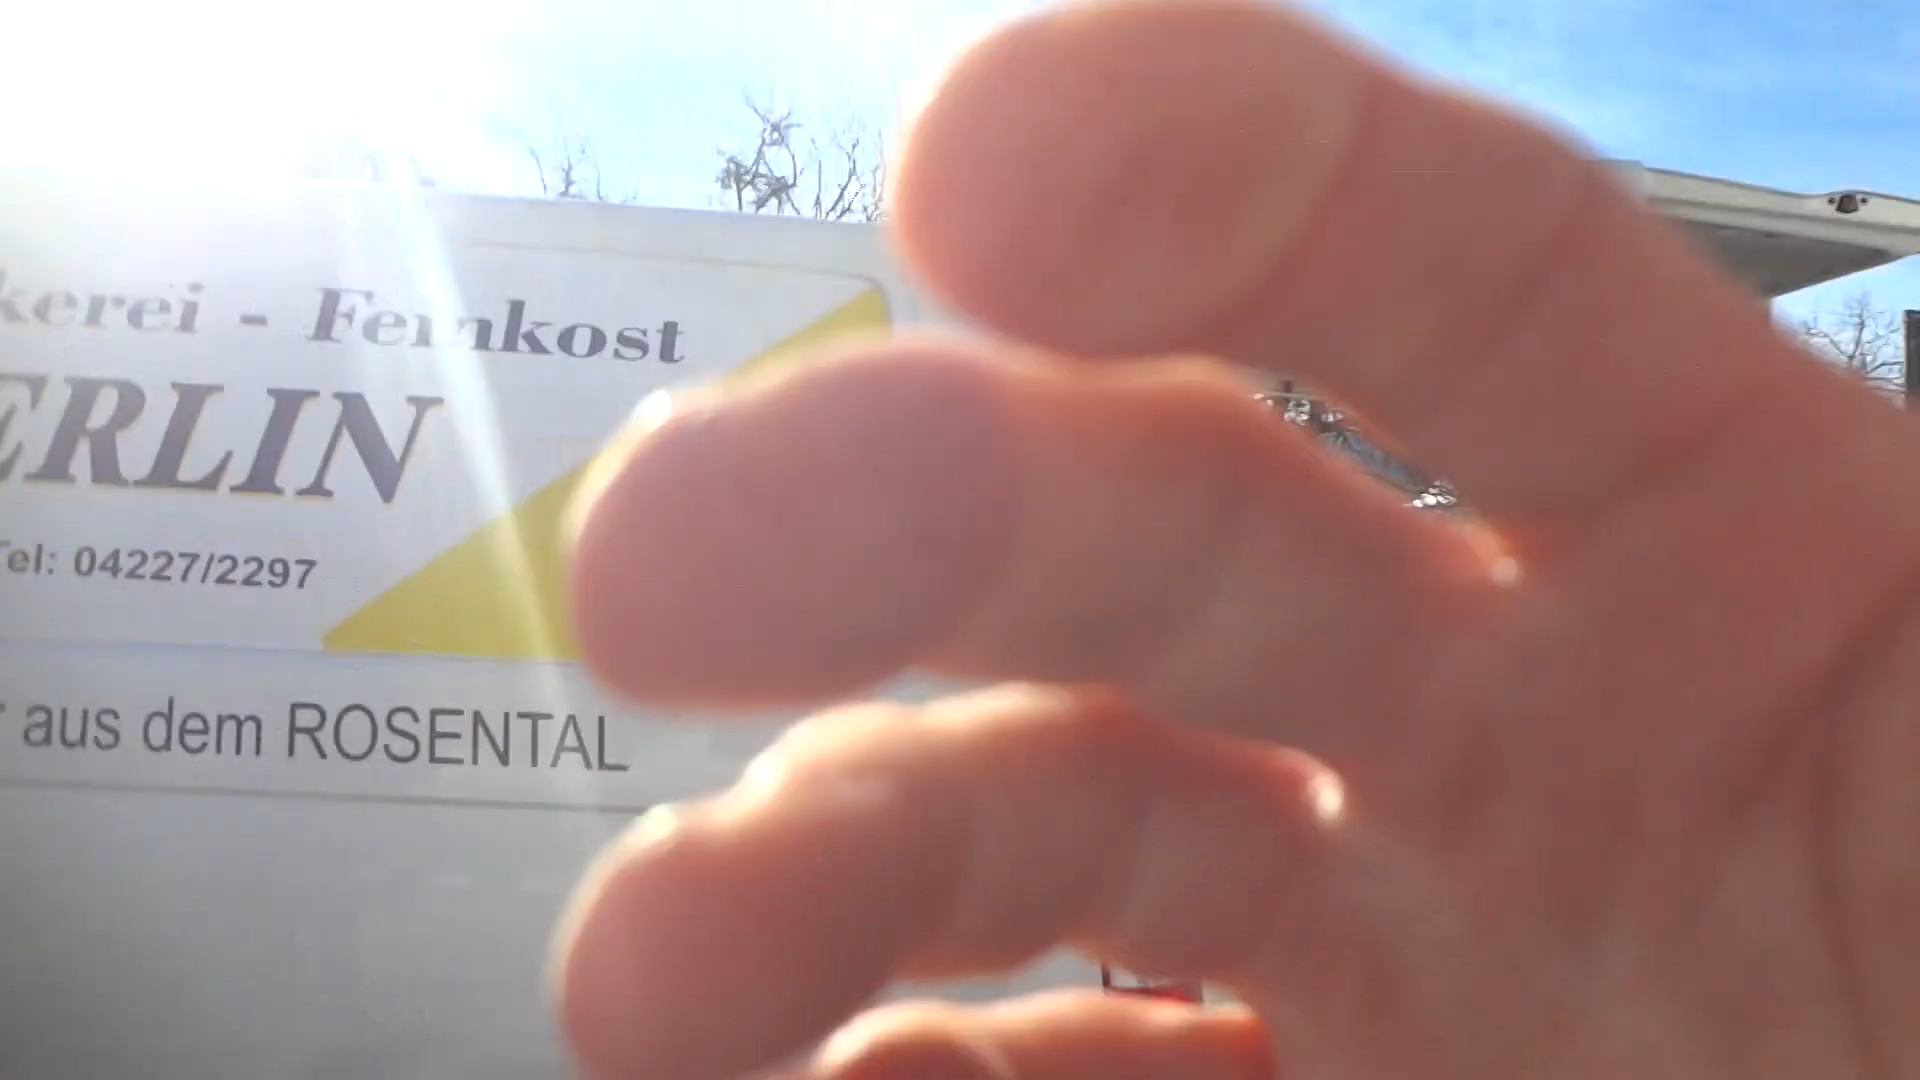 kerei - Feinkost
ERLIN
Tel: 04227/2297
aus dem ROSENTAL